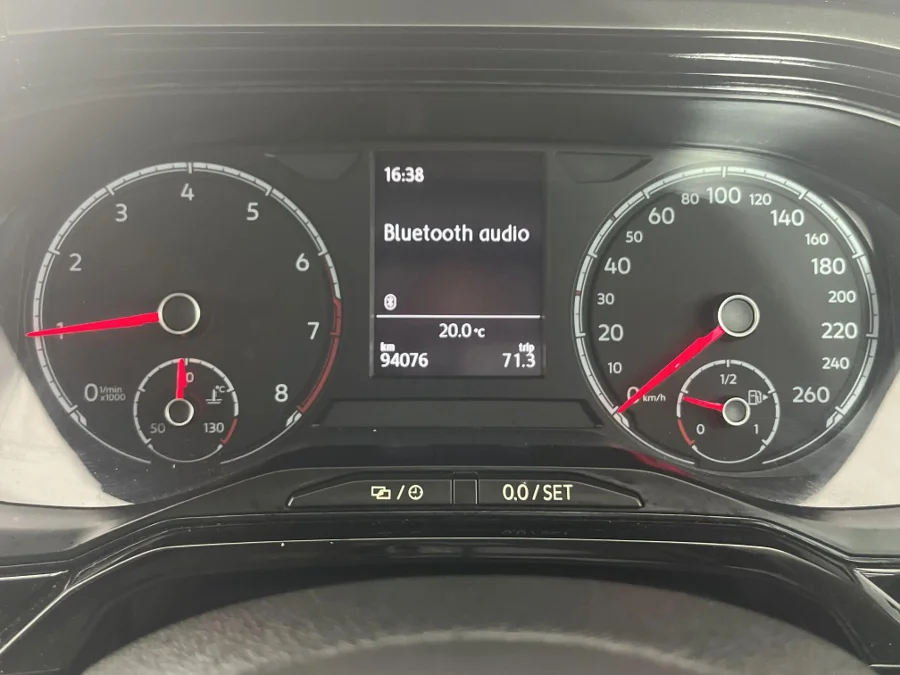 16:38
Bluetooth audio
20.0 °C
km trip
94076 71.3
0 1 2 3 4 5 6 7 8
1/min
x1000
°C
50 130
0 10 20 30 40 50 60 80 100 120 140 160 180 200 220 240 260
km/h
1/2
0 1
0.0 / SET